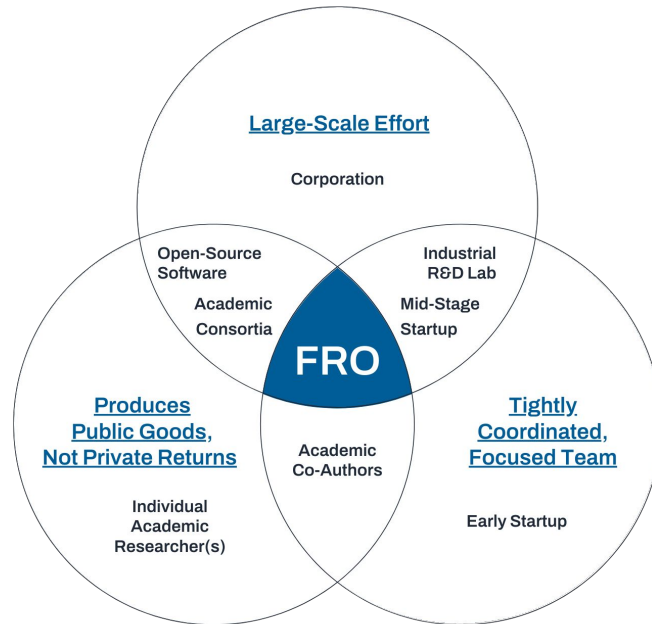 Large-Scale Effort
Corporation
Open-Source
Software
Academic
Consortia
Industrial
R&D Lab
Mid-Stage
Startup
FRO
Produces
Public Goods,
Not Private Returns
Individual
Academic
Researcher(s)
Academic
Co-Authors
Tightly
Coordinated,
Focused Team
Early Startup